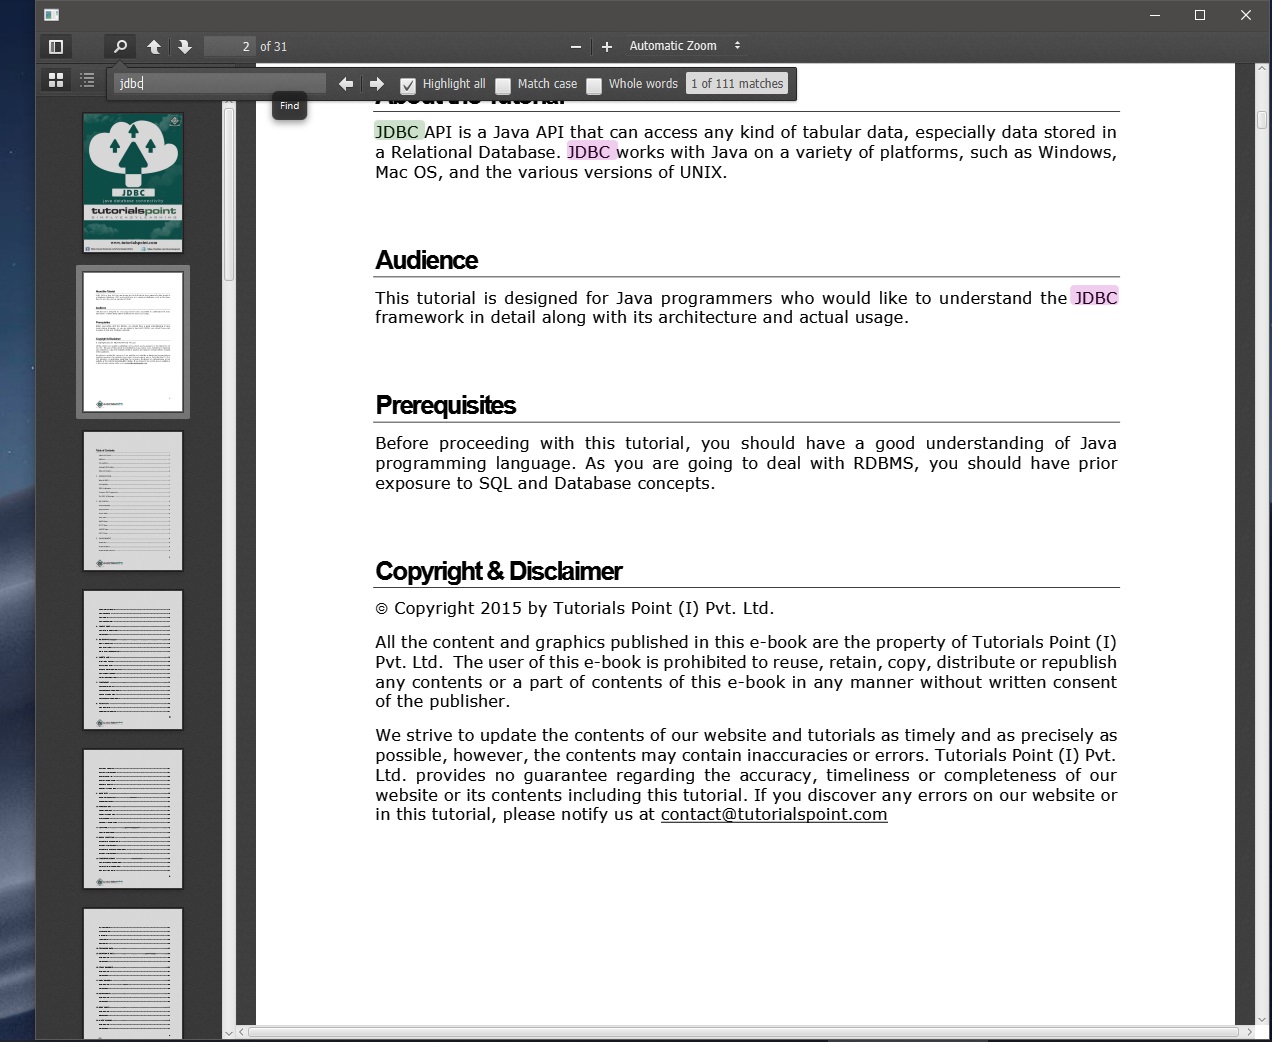 2 of 31
Automatic Zoom
jdbc
Highlight all
Match case
Whole words
1 of 111 matches
Find
About the Tutorial
JDBC API is a Java API that can access any kind of tabular data, especially data stored in
a Relational Database. JDBC works with Java on a variety of platforms, such as Windows,
Mac OS, and the various versions of UNIX.
Audience
This tutorial is designed for Java programmers who would like to understand the JDBC
framework in detail along with its architecture and actual usage.
Prerequisites
Before proceeding with this tutorial, you should have a good understanding of Java
programming language. As you are going to deal with RDBMS, you should have prior
exposure to SQL and Database concepts.
Copyright & Disclaimer
© Copyright 2015 by Tutorials Point (I) Pvt. Ltd.
All the content and graphics published in this e-book are the property of Tutorials Point (I)
Pvt. Ltd. The user of this e-book is prohibited to reuse, retain, copy, distribute or republish
any contents or a part of contents of this e-book in any manner without written consent
of the publisher.
We strive to update the contents of our website and tutorials as timely and as precisely as
possible, however, the contents may contain inaccuracies or errors. Tutorials Point (I) Pvt.
Ltd. provides no guarantee regarding the accuracy, timeliness or completeness of our
website or its contents including this tutorial. If you discover any errors on our website or
in this tutorial, please notify us at contact@tutorialspoint.com
JDBC
java database connectivity
tutorialspoint
SIMPLYEASYLEARNING
www.tutorialspoint.com